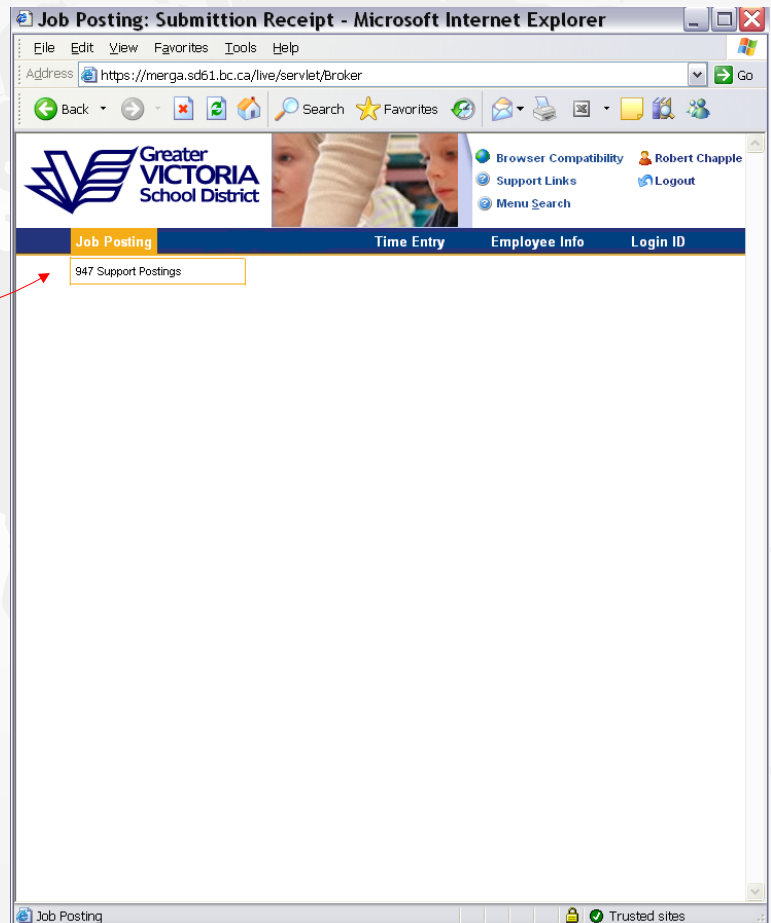 Job Posting: Submittion Receipt - Microsoft Internet Explorer
File Edit View Favorites Tools Help
Address https://merga.sd61.bc.ca/live/servlet/Broker Go
Back Search Favorites
Greater
VICTORIA
School District
Browser Compatibility Robert Chapple
Support Links Logout
Menu Search
Job Posting Time Entry Employee Info Login ID
947 Support Postings
Job Posting Trusted sites